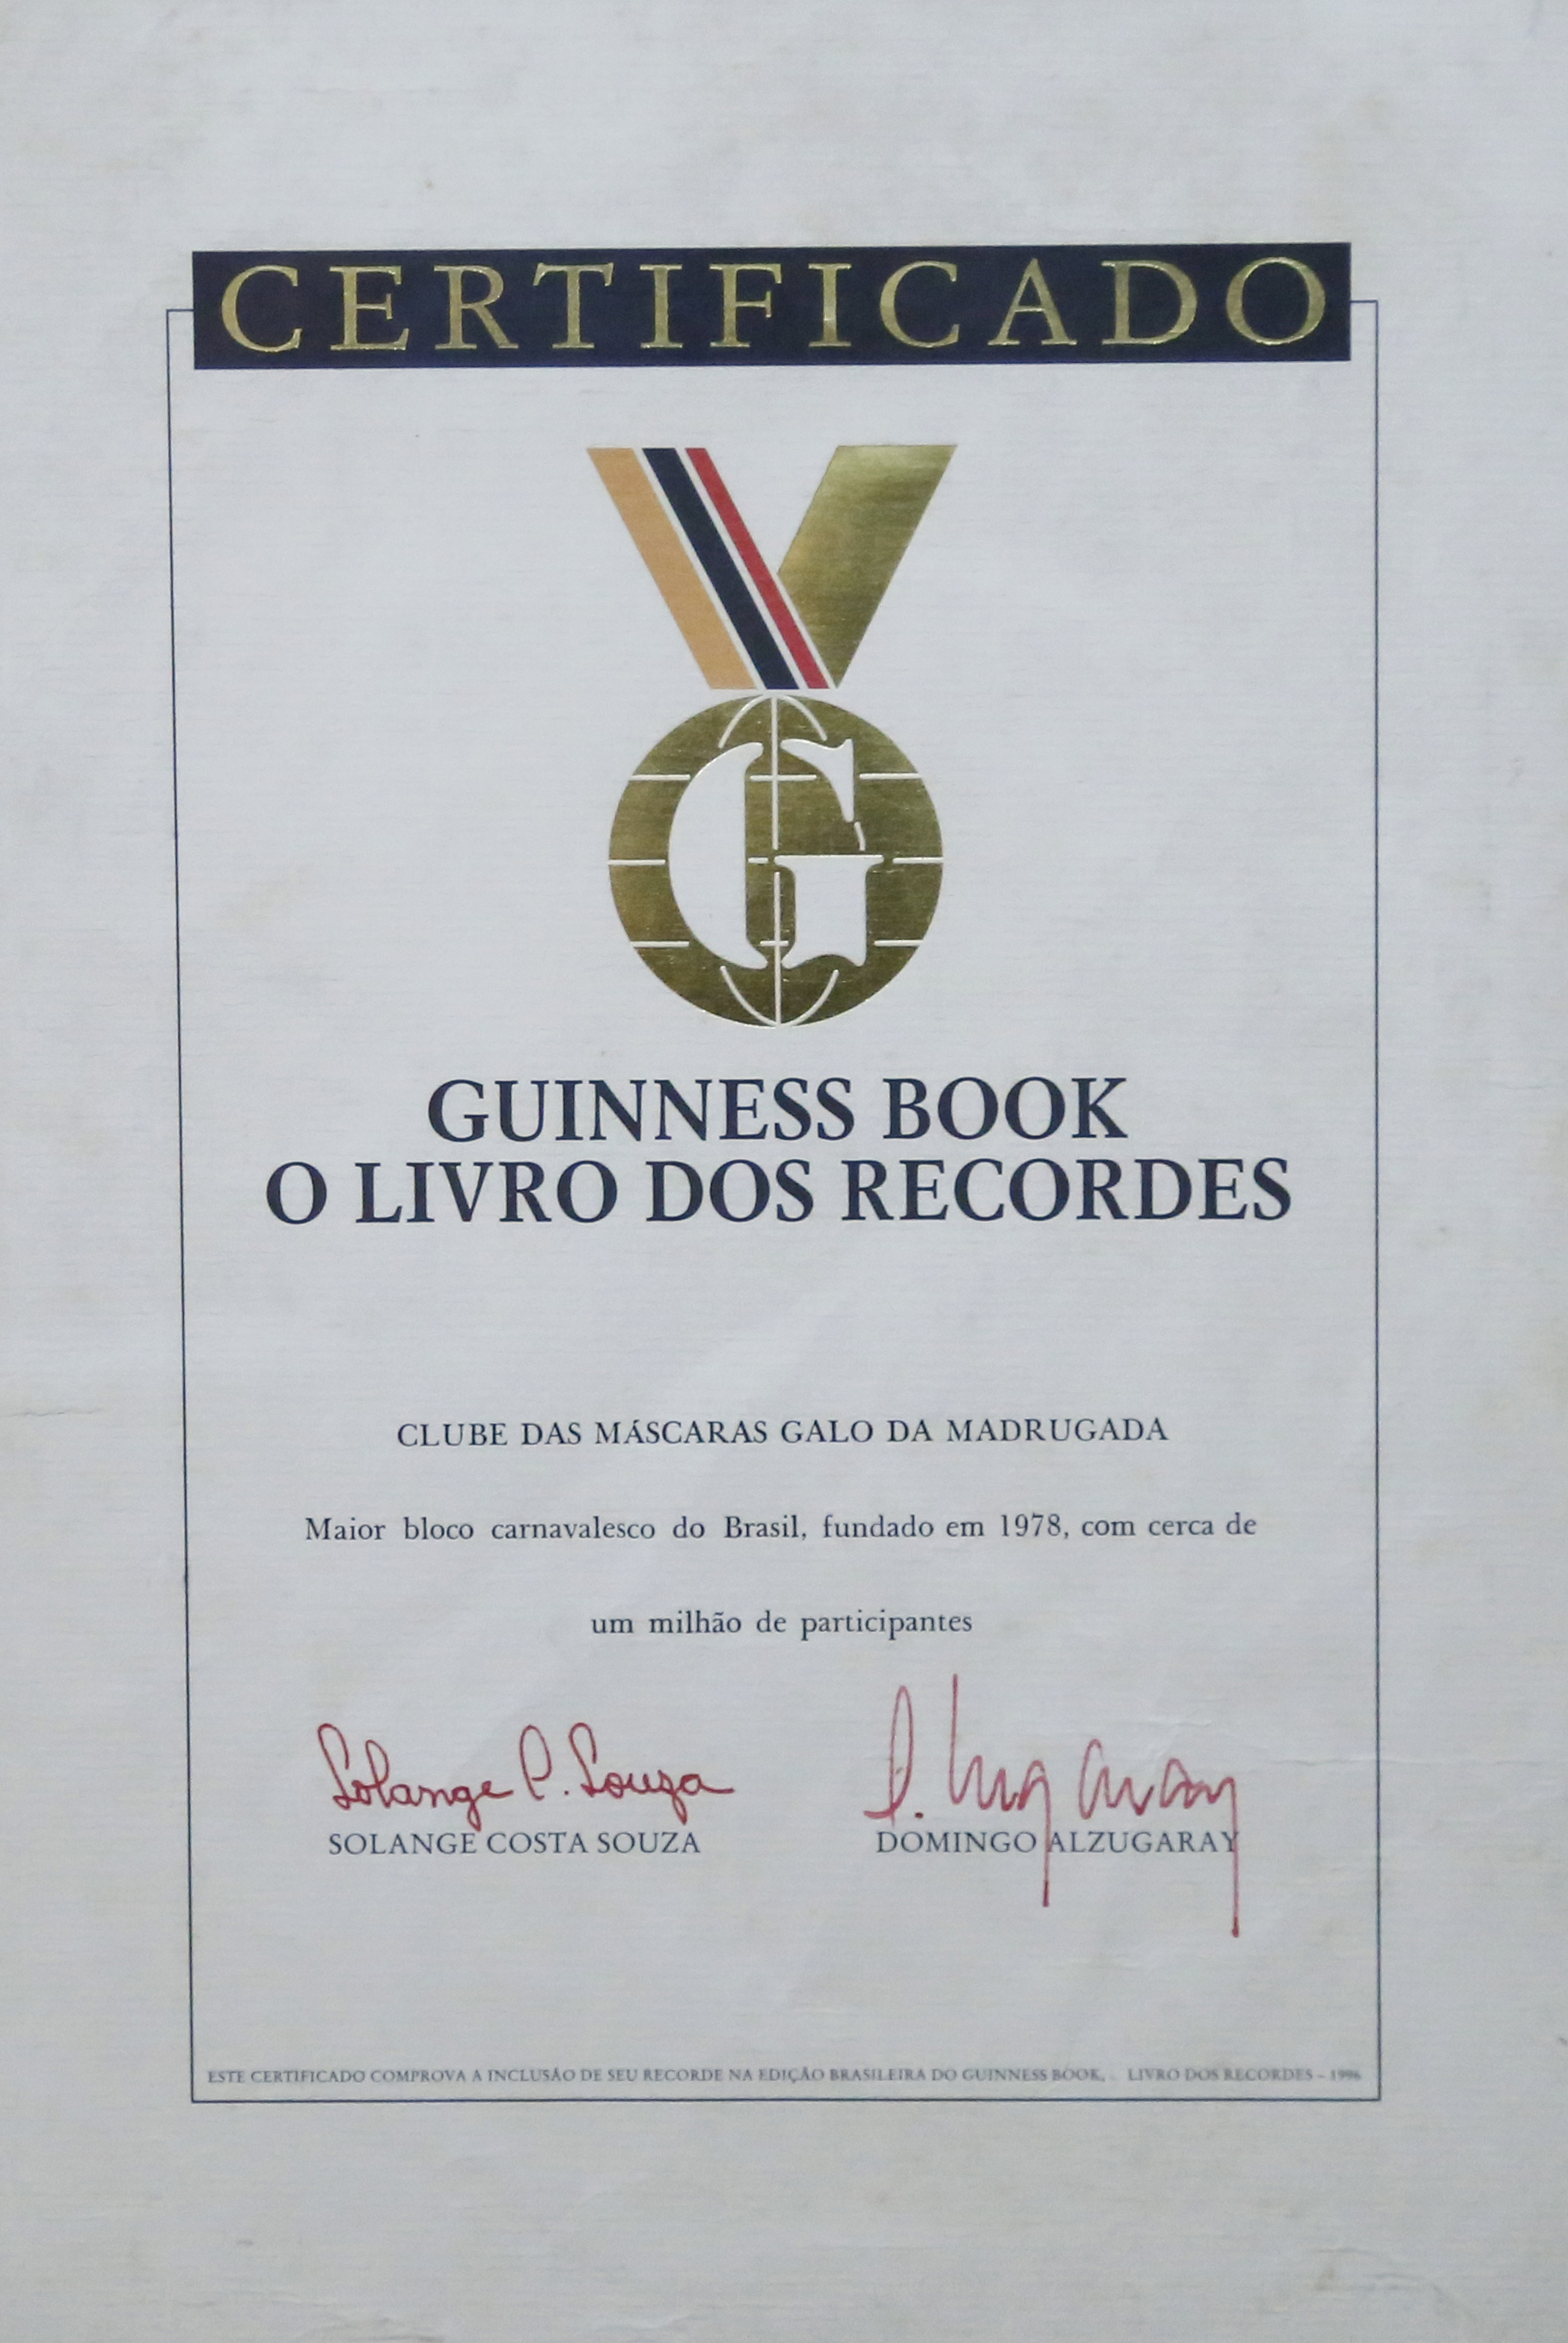 CERTIFICADO
G
GUINNESS BOOK
O LIVRO DOS RECORDES
CLUBE DAS MÁSCARAS GALO DA MADRUGADA
Maior bloco carnavalesco do Brasil, fundado em 1978, com cerca de
um milhão de participantes
Solange C. Souza
D. Alzugaray
SOLANGE COSTA SOUZA
DOMINGO ALZUGARAY
ESTE CERTIFICADO COMPROVA A INCLUSÃO DE SEU RECORDE NA EDIÇÃO BRASILEIRA DO GUINNESS BOOK, LIVRO DOS RECORDES – 1996